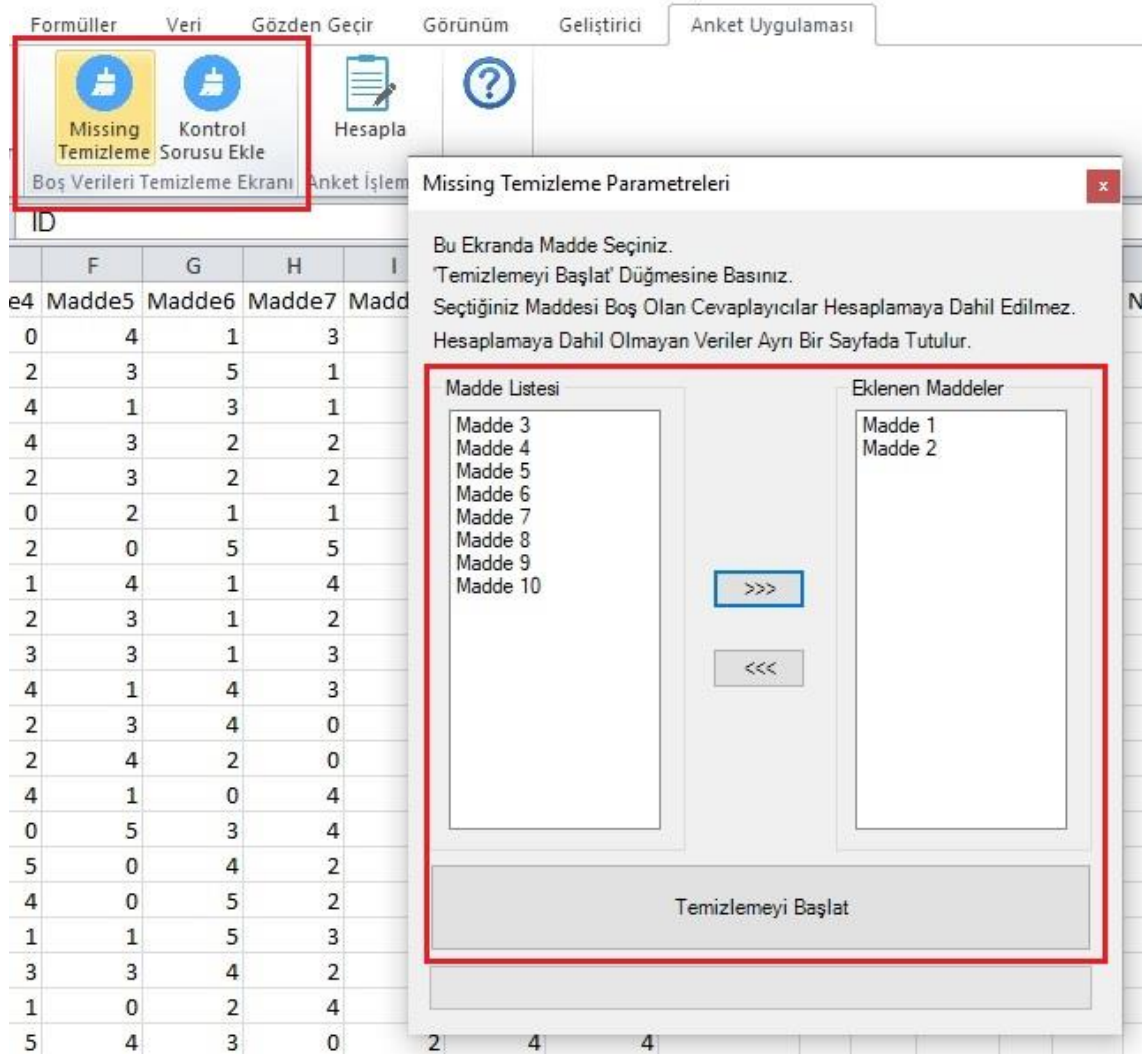 Formüller Veri Gözden Geçir Görünüm Geliştirici Anket Uygulaması
Missing Temizleme
Kontrol Sorusu Ekle
Hesapla
?
Boş Verileri Temizleme Ekranı Anket İşlem
ID
F G H I
e4 Madde5 Madde6 Madde7 Madd N
0 4 1 3
2 3 5 1
4 1 3 1
4 3 2 2
2 3 2 2
0 2 1 1
2 0 5 5
1 4 1 4
2 3 1 2
3 3 1 3
4 1 4 3
2 3 4 0
2 4 2 0
4 1 0 4
0 5 3 4
5 0 4 2
4 0 5 2
1 1 5 3
3 3 4 2
1 0 2 4
5 4 3 0 2 4 4
Missing Temizleme Parametreleri x
Bu Ekranda Madde Seçiniz.
'Temizlemeyi Başlat' Düğmesine Basınız.
Seçtiğiniz Maddesi Boş Olan Cevaplayıcılar Hesaplamaya Dahil Edilmez.
Hesaplamaya Dahil Olmayan Veriler Ayrı Bir Sayfada Tutulur.
Madde Listesi
Madde 3
Madde 4
Madde 5
Madde 6
Madde 7
Madde 8
Madde 9
Madde 10
>>>
<<<
Eklenen Maddeler
Madde 1
Madde 2
Temizlemeyi Başlat